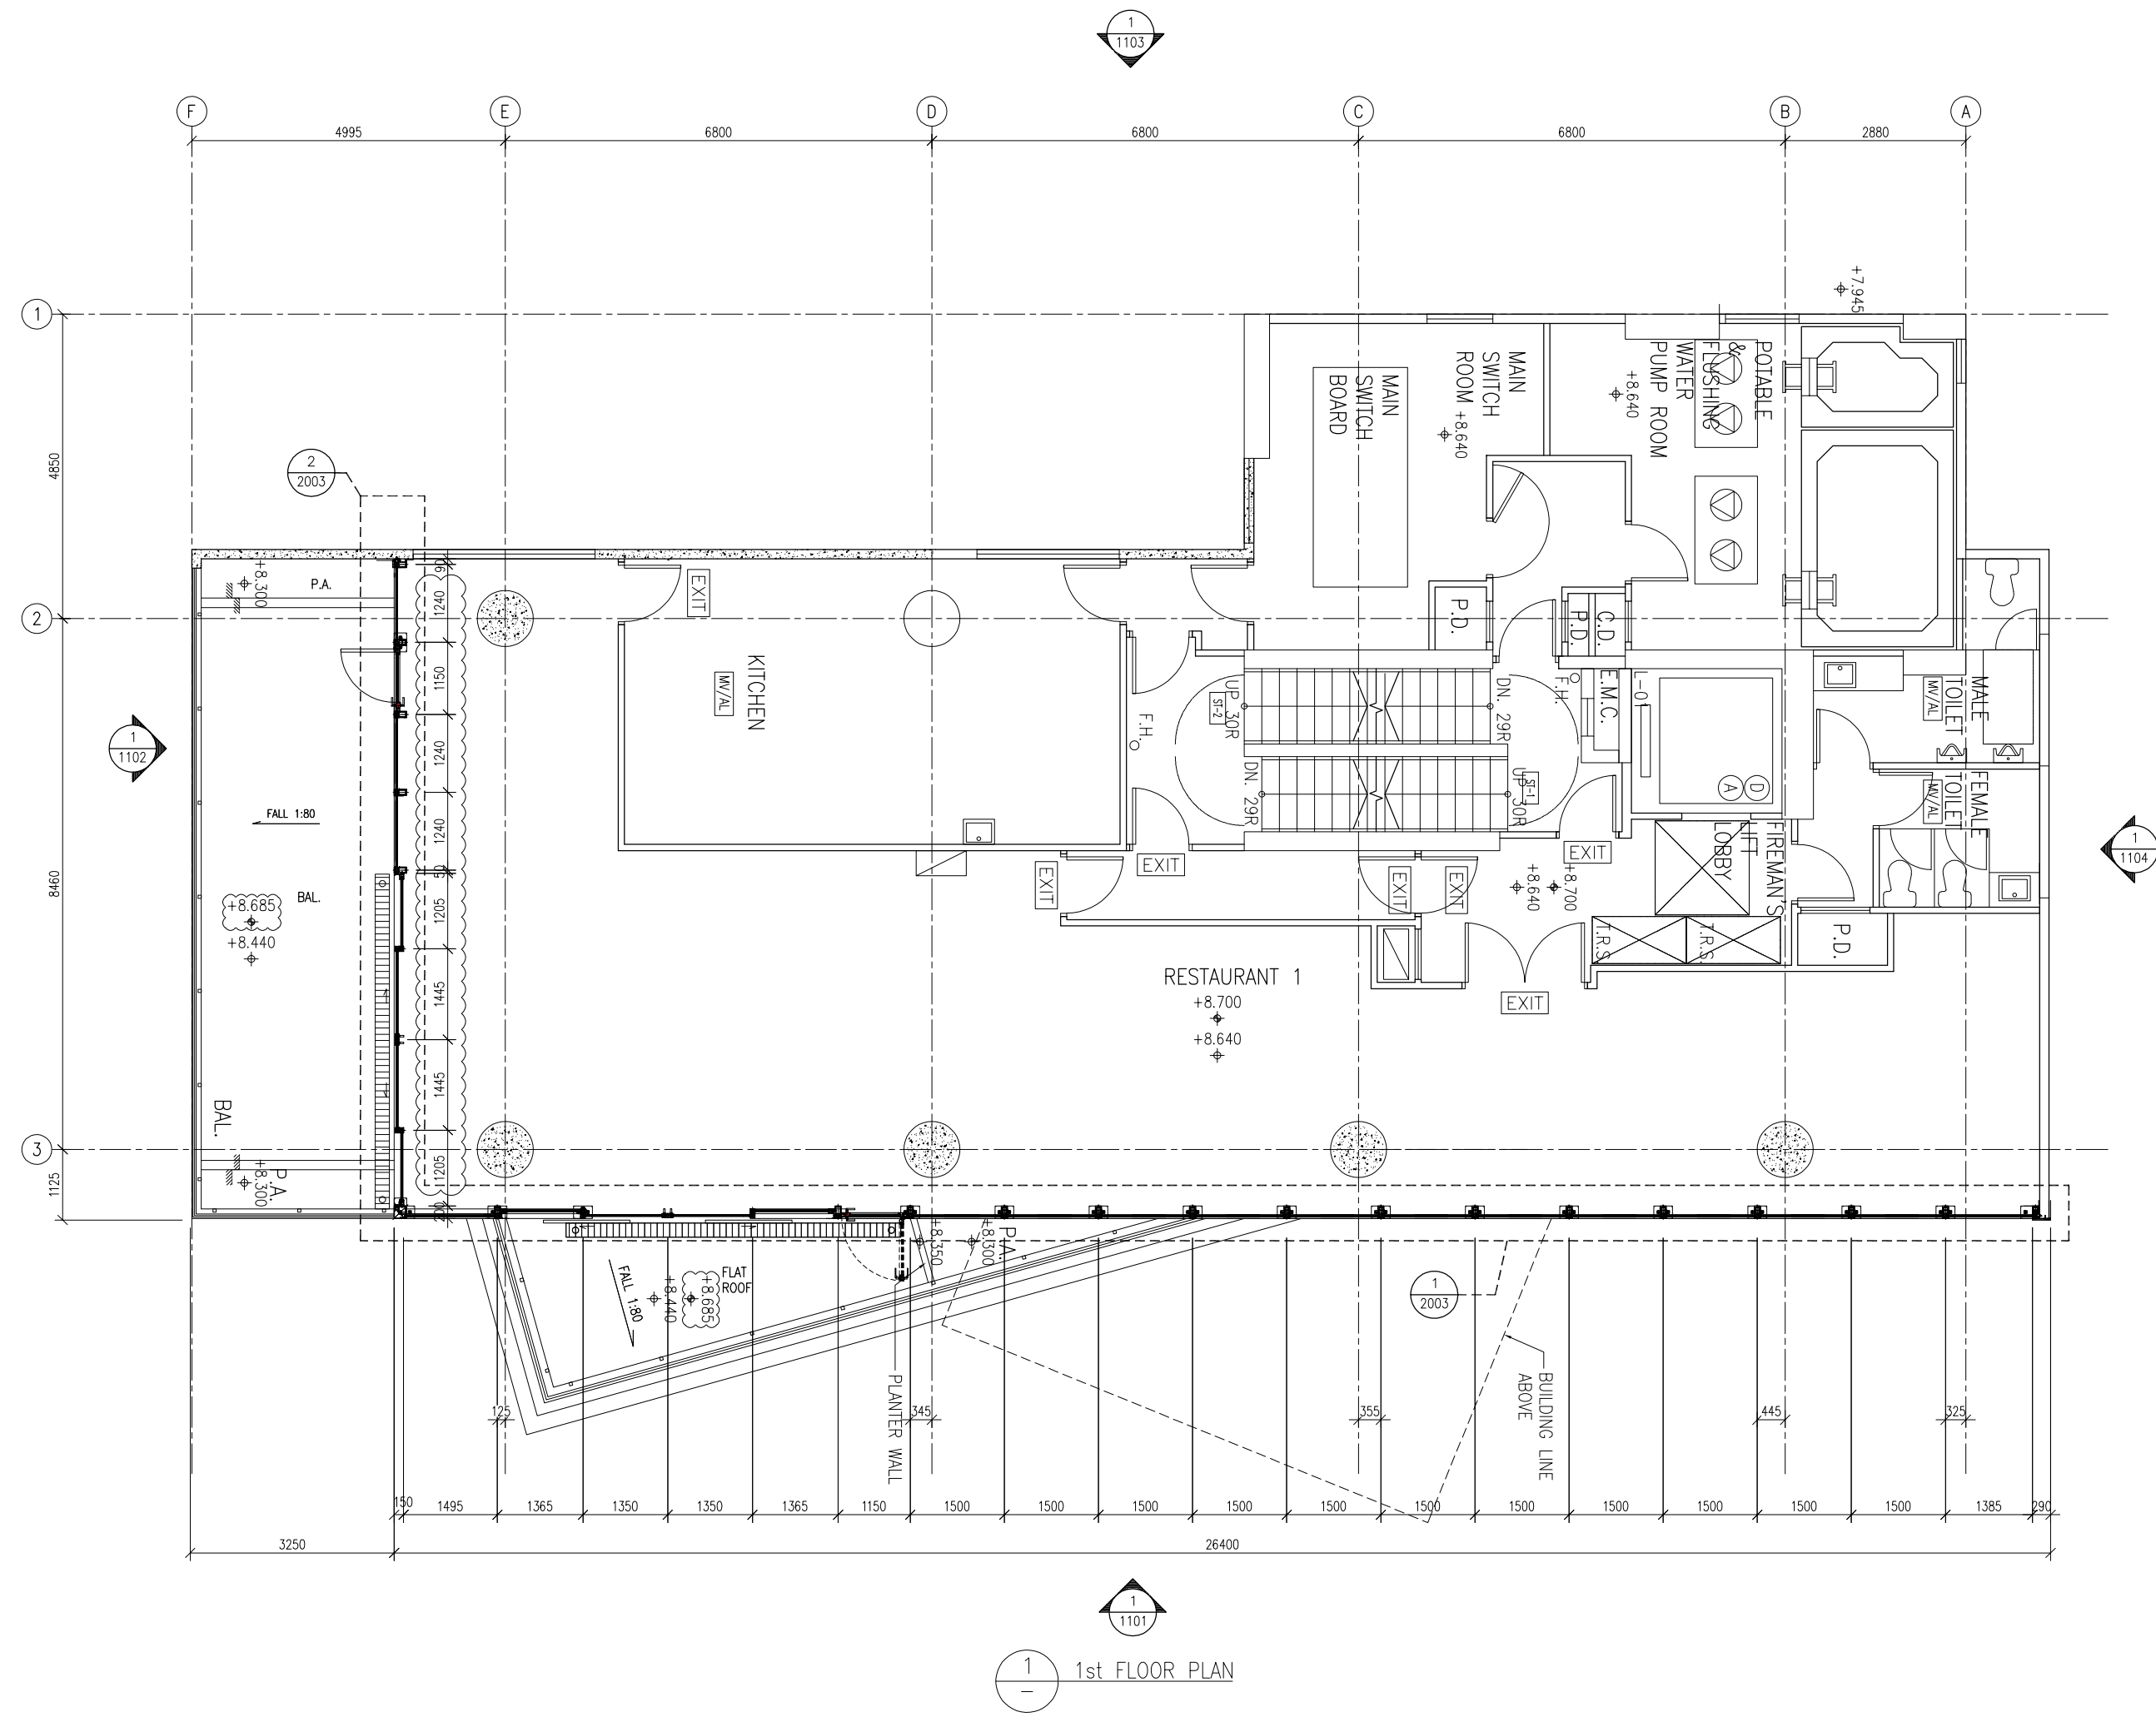 1
1103
F
E
D
C
B
A
4995
6800
6800
6800
2880
1
2
3
4850
8460
1125
+7.945
2
2003
1
1102
1
1104
MAIN
SWITCH
ROOM
+8.640
MAIN
SWITCH
BOARD
POTABLE
&
FLUSHING
WATER
PUMP ROOM
+8.640
P.A.
+8.300
90
1240
1150
1240
1240
50
1205
1445
1445
1205
200
EXIT
KITCHEN
MV/AL
F.H.
UP 30R
ST-2
DN. 29R
DN. 29R
UP 30R
ST-1
P.D.
P.D.
C.D.
F.H.
E.M.C.
L-01
A
D
MALE
TOILET
MV/AL
FEMALE
TOILET
MV/AL
FIREMAN'S
LIFT
LOBBY
EXIT
EXIT
EXIT
EXIT
EXIT
+8.700
+8.640
T.R.S.
T.R.S.
P.D.
EXIT
FALL 1:80
BAL.
+8.685
+8.440
BAL.
P.A.
+8.300
RESTAURANT 1
+8.700
+8.640
FALL 1:80
+8.440
+8.685
FLAT
ROOF
+8.350
+8.300
P.A.
PLANTER WALL
1
2003
BUILDING LINE
ABOVE
125
345
355
445
325
150
1495
1365
1350
1350
1365
1150
1500
1500
1500
1500
1500
1500
1500
1500
1500
1500
1500
1385
290
3250
26400
1
1101
1
–
1st FLOOR PLAN